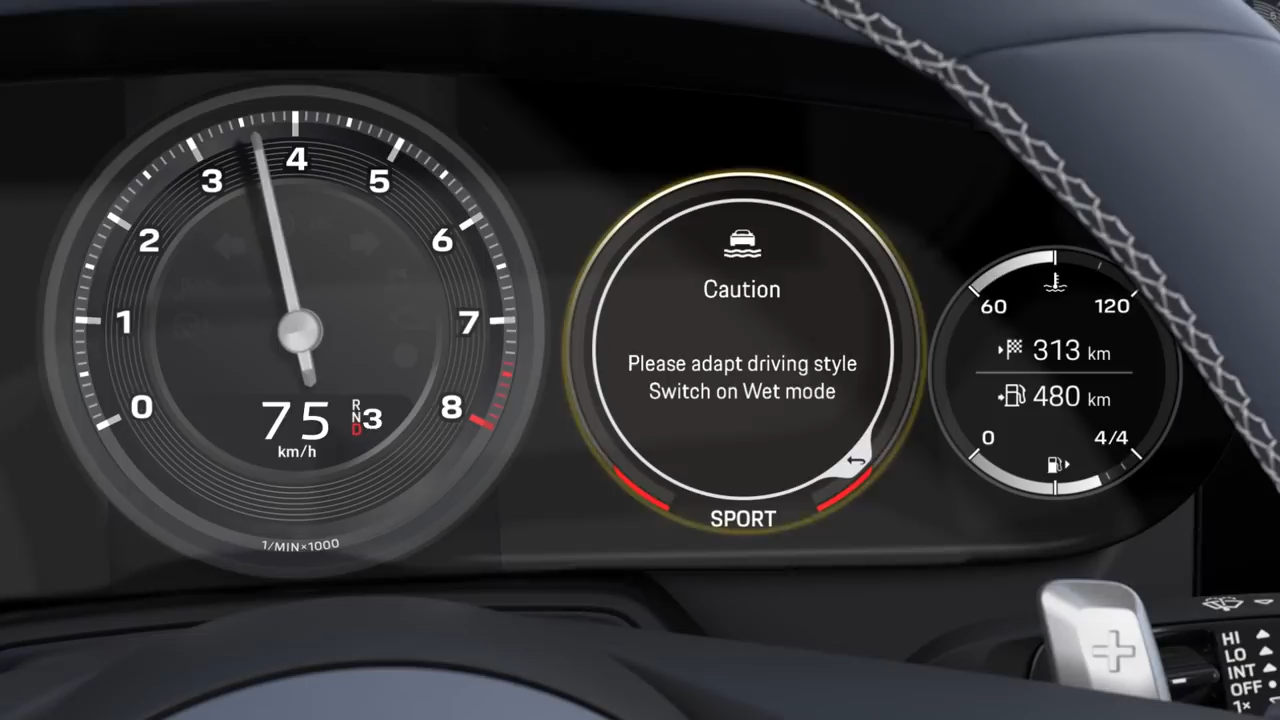 0
1
2
3
4
5
6
7
8
75
km/h
R
N
D
3
1/MIN×1000
Caution
Please adapt driving style
Switch on Wet mode
SPORT
60
120
313 km
480 km
0
4/4
HI
LO
INT
OFF
1×